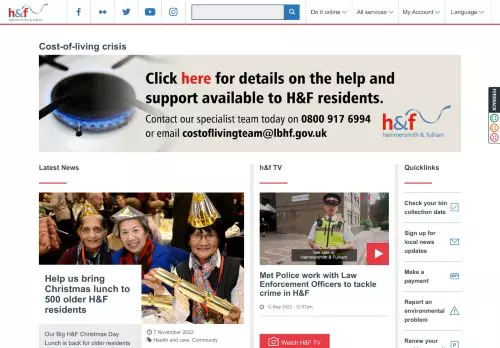 h&f
hammersmith & fulham
Do it online
All services
My Account
Language
Cost-of-living crisis
Click here for details on the help and
support available to H&F residents.
Contact our specialist team today on 0800 917 6994
or email costoflivingteam@lbhf.gov.uk
h&f
hammersmith & fulham
FEEDBACK
Latest News
Help us bring
Christmas lunch to
500 older H&F
residents
Our Big H&F Christmas Day
Lunch is back for older residents
7 November 2022
Health and care, Community
h&f TV
Met Police work with Law
Enforcement Officers to tackle
crime in H&F
12 May 2022 - 12:57pm
Watch H&F TV
Quicklinks
Check your bin
collection date
Sign up for
local news
updates
Make a
payment
Report an
environmental
problem
Renew your